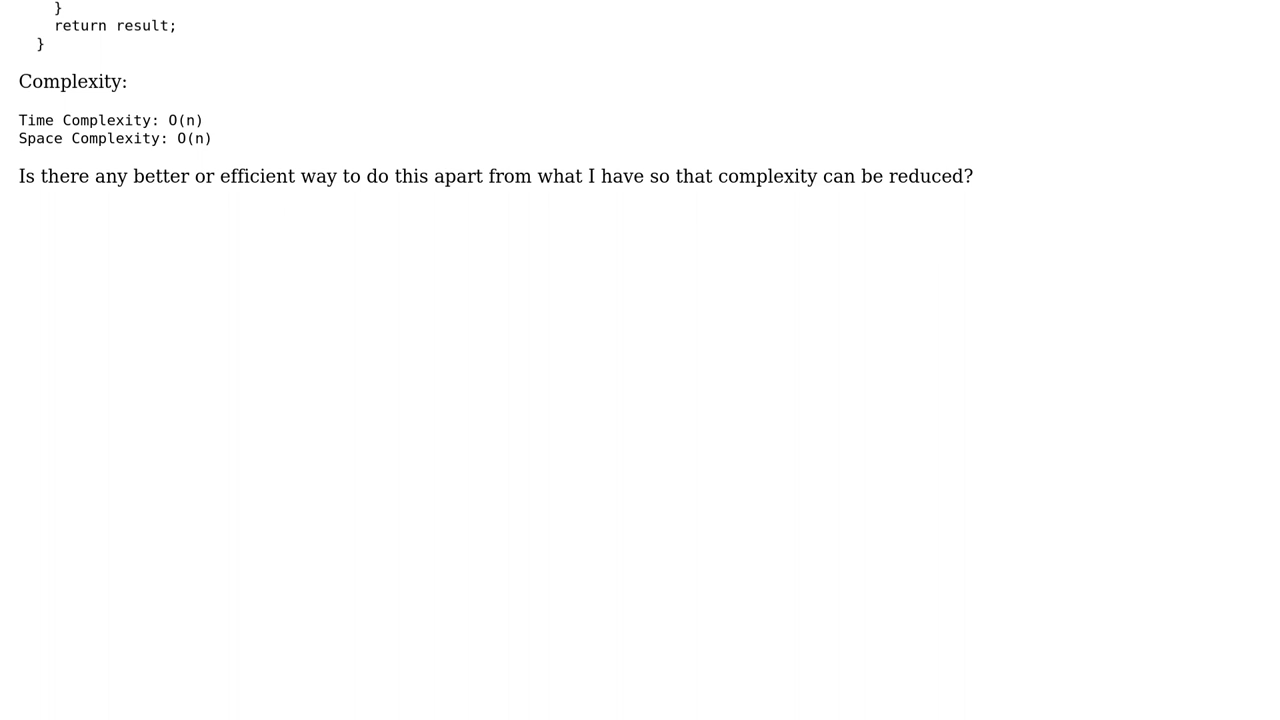 }
    return result;
  }
Complexity:
Time Complexity: O(n)
Space Complexity: O(n)
Is there any better or efficient way to do this apart from what I have so that complexity can be reduced?